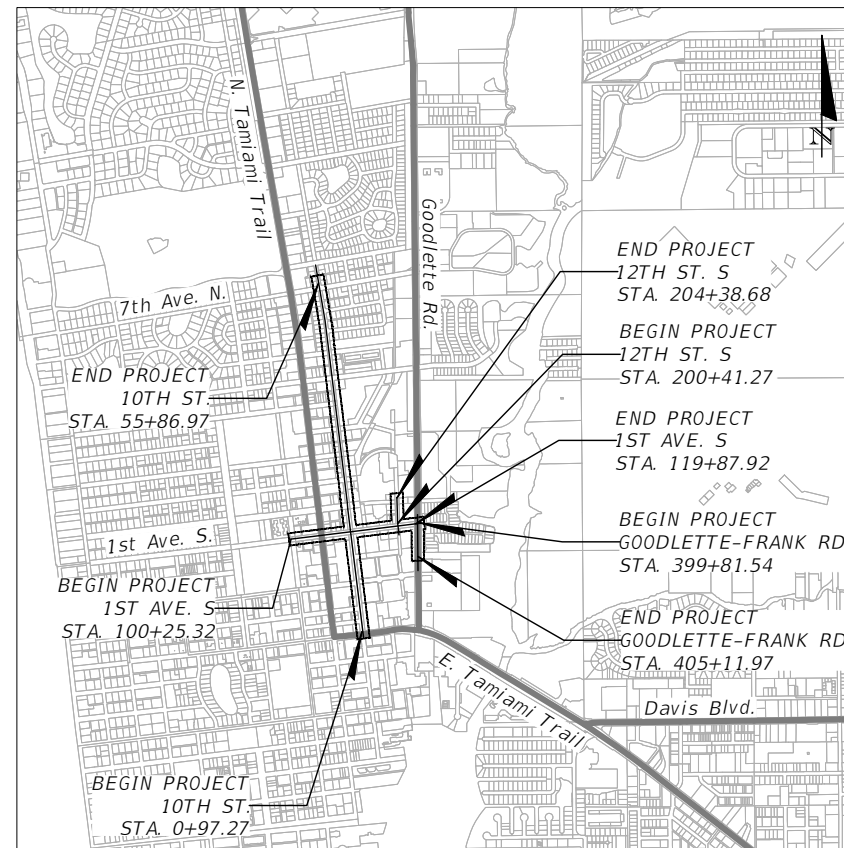 N. Tamiami Trail
Goodlette Rd.
N
7th Ave. N.
END PROJECT
12TH ST. S
STA. 204+38.68
BEGIN PROJECT
12TH ST. S
STA. 200+41.27
END PROJECT
10TH ST.
STA. 55+86.97
END PROJECT
1ST AVE. S
STA. 119+87.92
1st Ave. S.
BEGIN PROJECT
GOODLETTE-FRANK RD
STA. 399+81.54
BEGIN PROJECT
1ST AVE. S
STA. 100+25.32
END PROJECT
GOODLETTE-FRANK RD
STA. 405+11.97
E. Tamiami Trail
Davis Blvd.
BEGIN PROJECT
10TH ST.
STA. 0+97.27